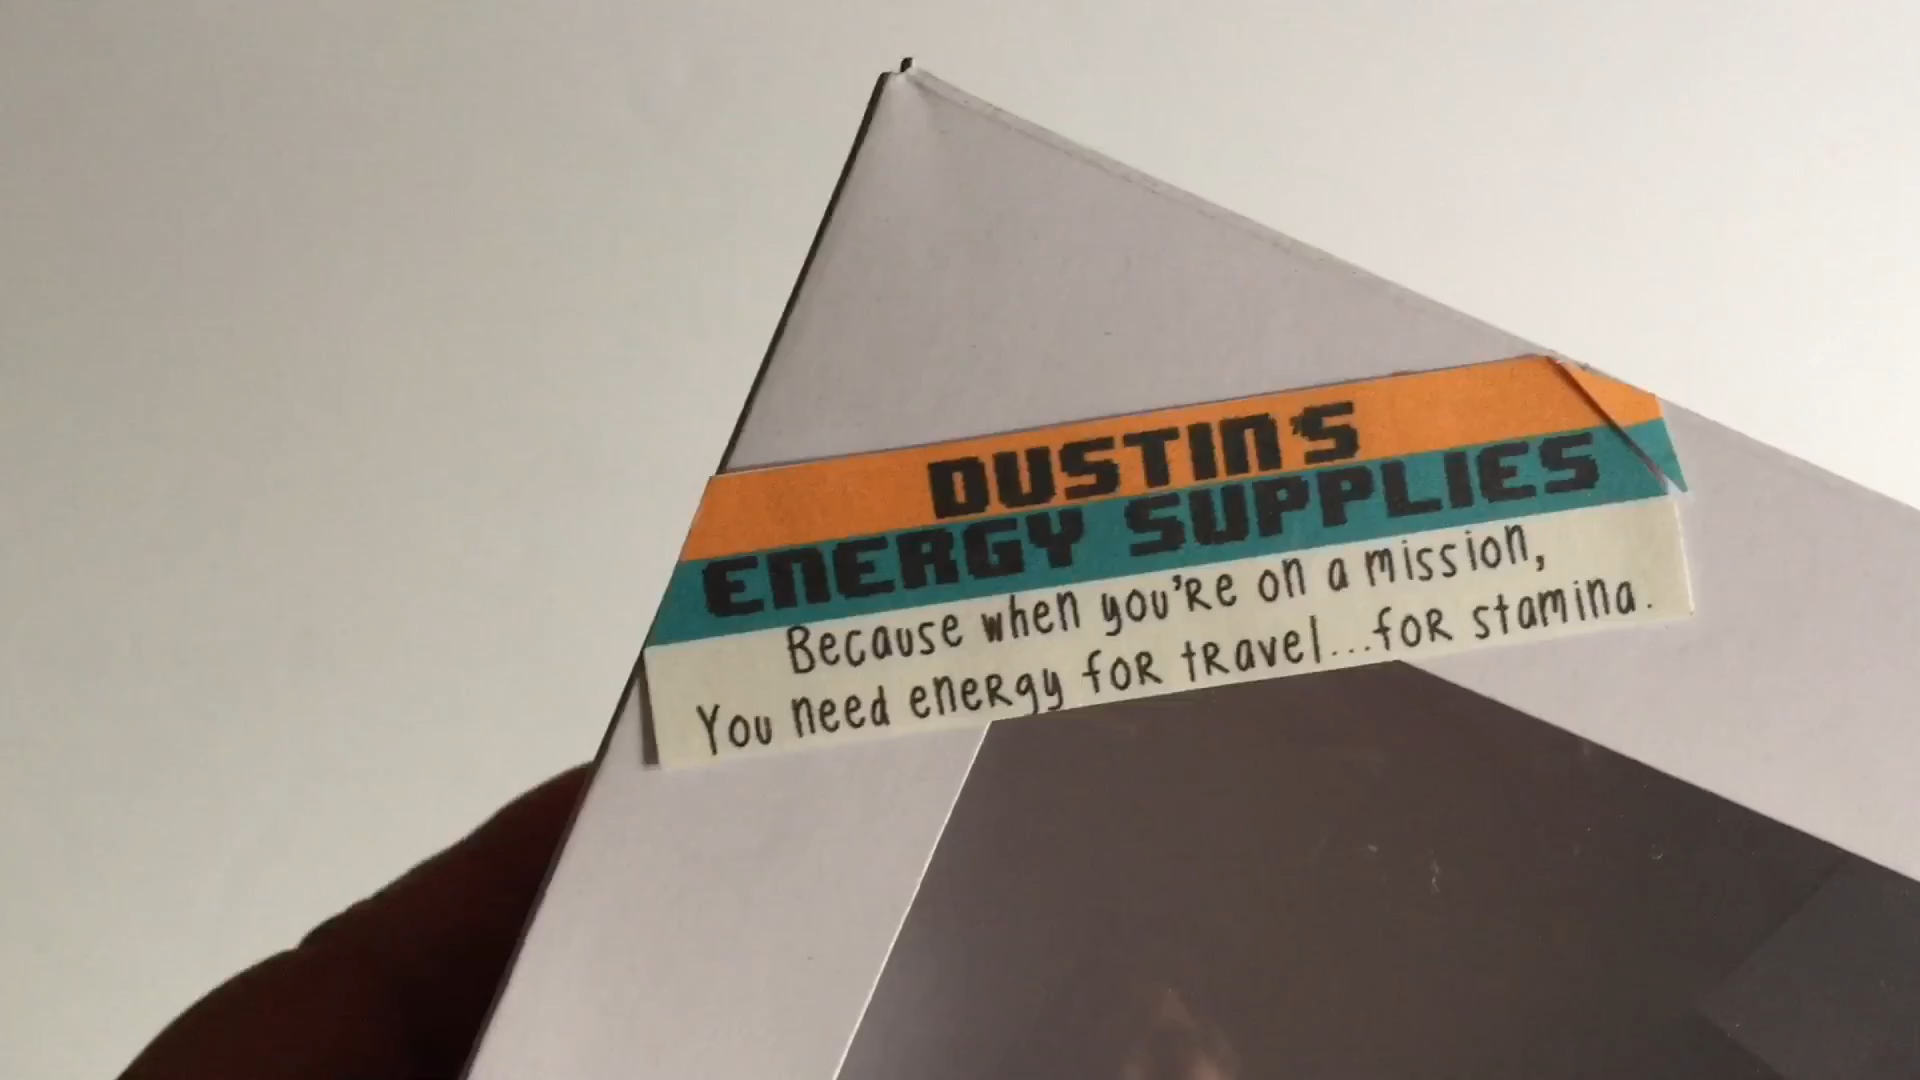 DUSTIN'S
ENERGY SUPPLIES
Because when you're on a mission,
You need energy for travel...for stamina.